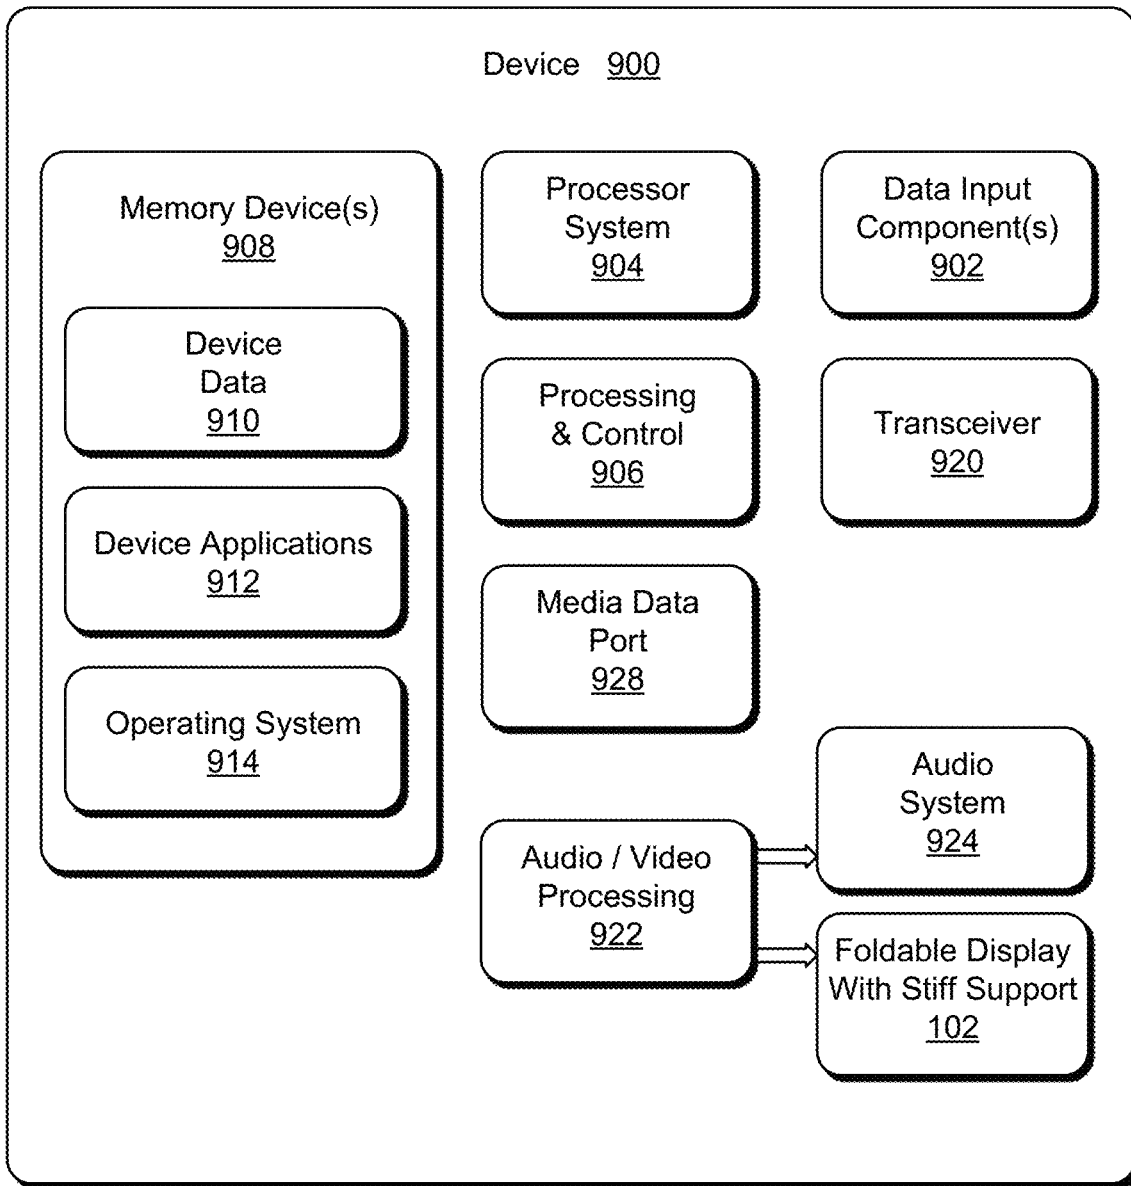 Device 900
Memory Device(s)
908
Device
Data
910
Device Applications
912
Operating System
914
Processor
System
904
Processing
& Control
906
Media Data
Port
928
Audio / Video
Processing
922
Data Input
Component(s)
902
Transceiver
920
Audio
System
924
Foldable Display
With Stiff Support
102